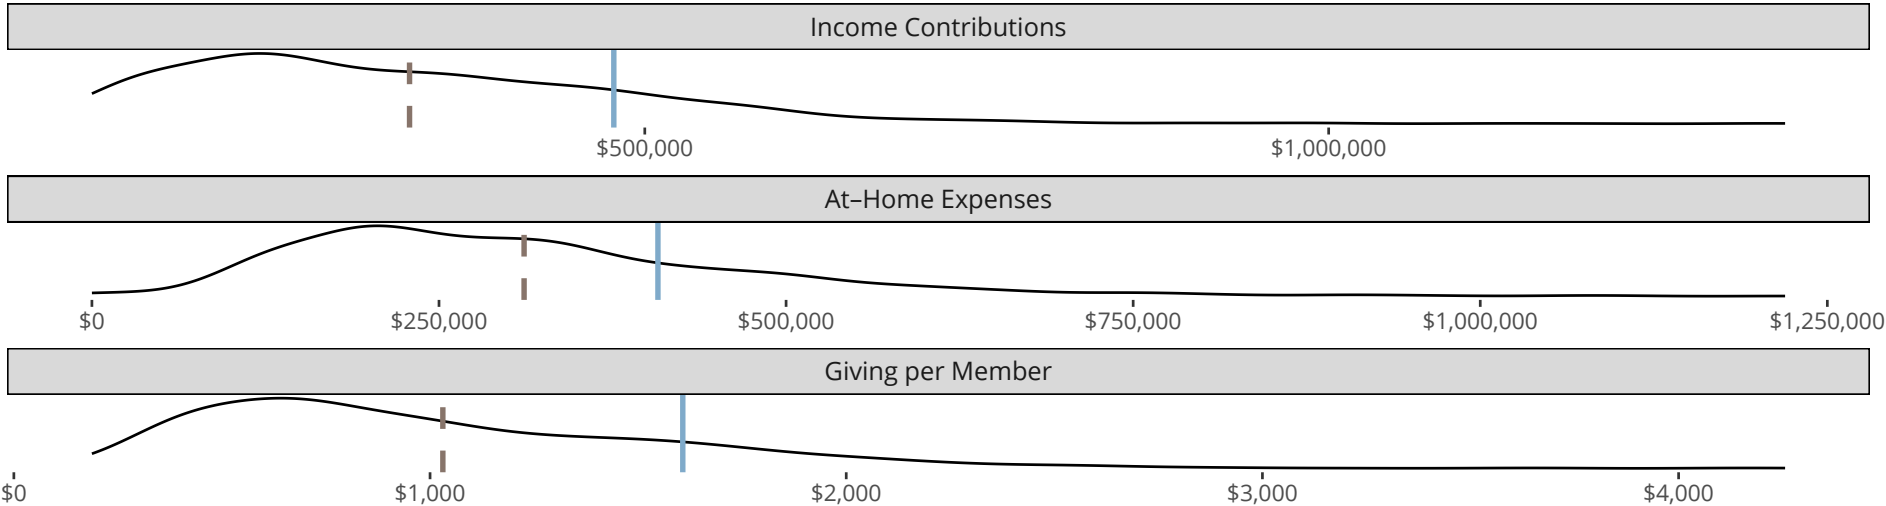 Income Contributions
$500,000 $1,000,000
At–Home Expenses
$0 $250,000 $500,000 $750,000 $1,000,000 $1,250,000
Giving per Member
$0 $1,000 $2,000 $3,000 $4,000